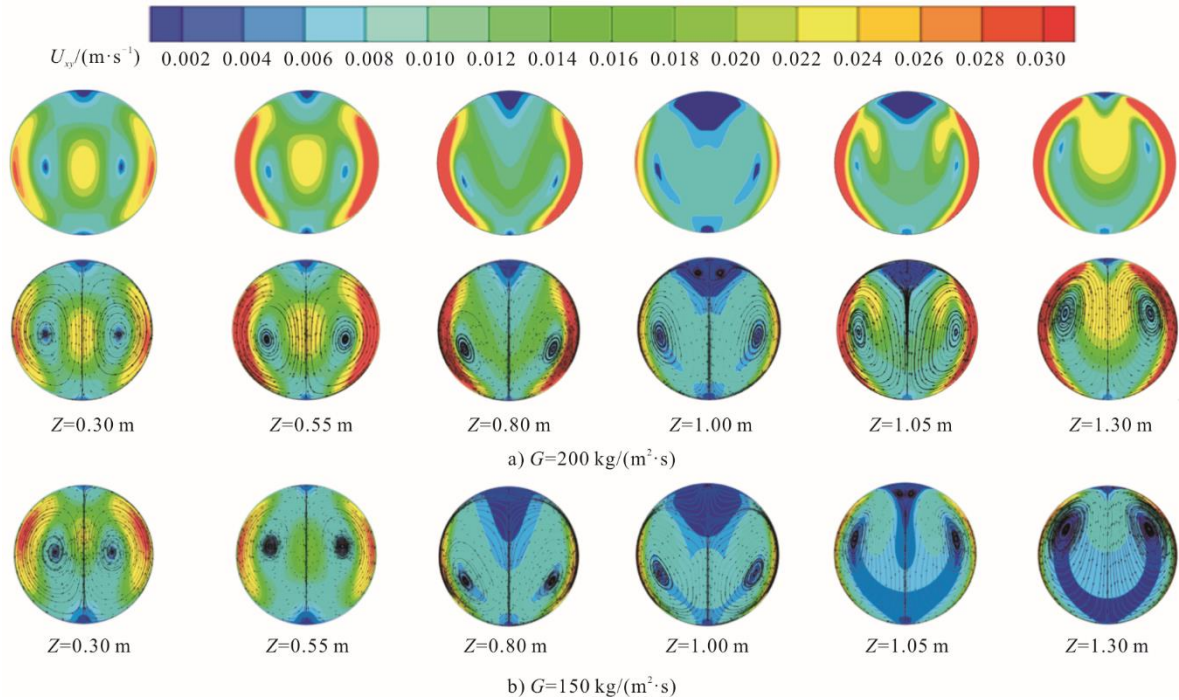 U_xy/(m·s⁻¹) 0.002 0.004 0.006 0.008 0.010 0.012 0.014 0.016 0.018 0.020 0.022 0.024 0.026 0.028 0.030
Z=0.30 m Z=0.55 m Z=0.80 m Z=1.00 m Z=1.05 m Z=1.30 m
a) G=200 kg/(m²·s)
Z=0.30 m Z=0.55 m Z=0.80 m Z=1.00 m Z=1.05 m Z=1.30 m
b) G=150 kg/(m²·s)